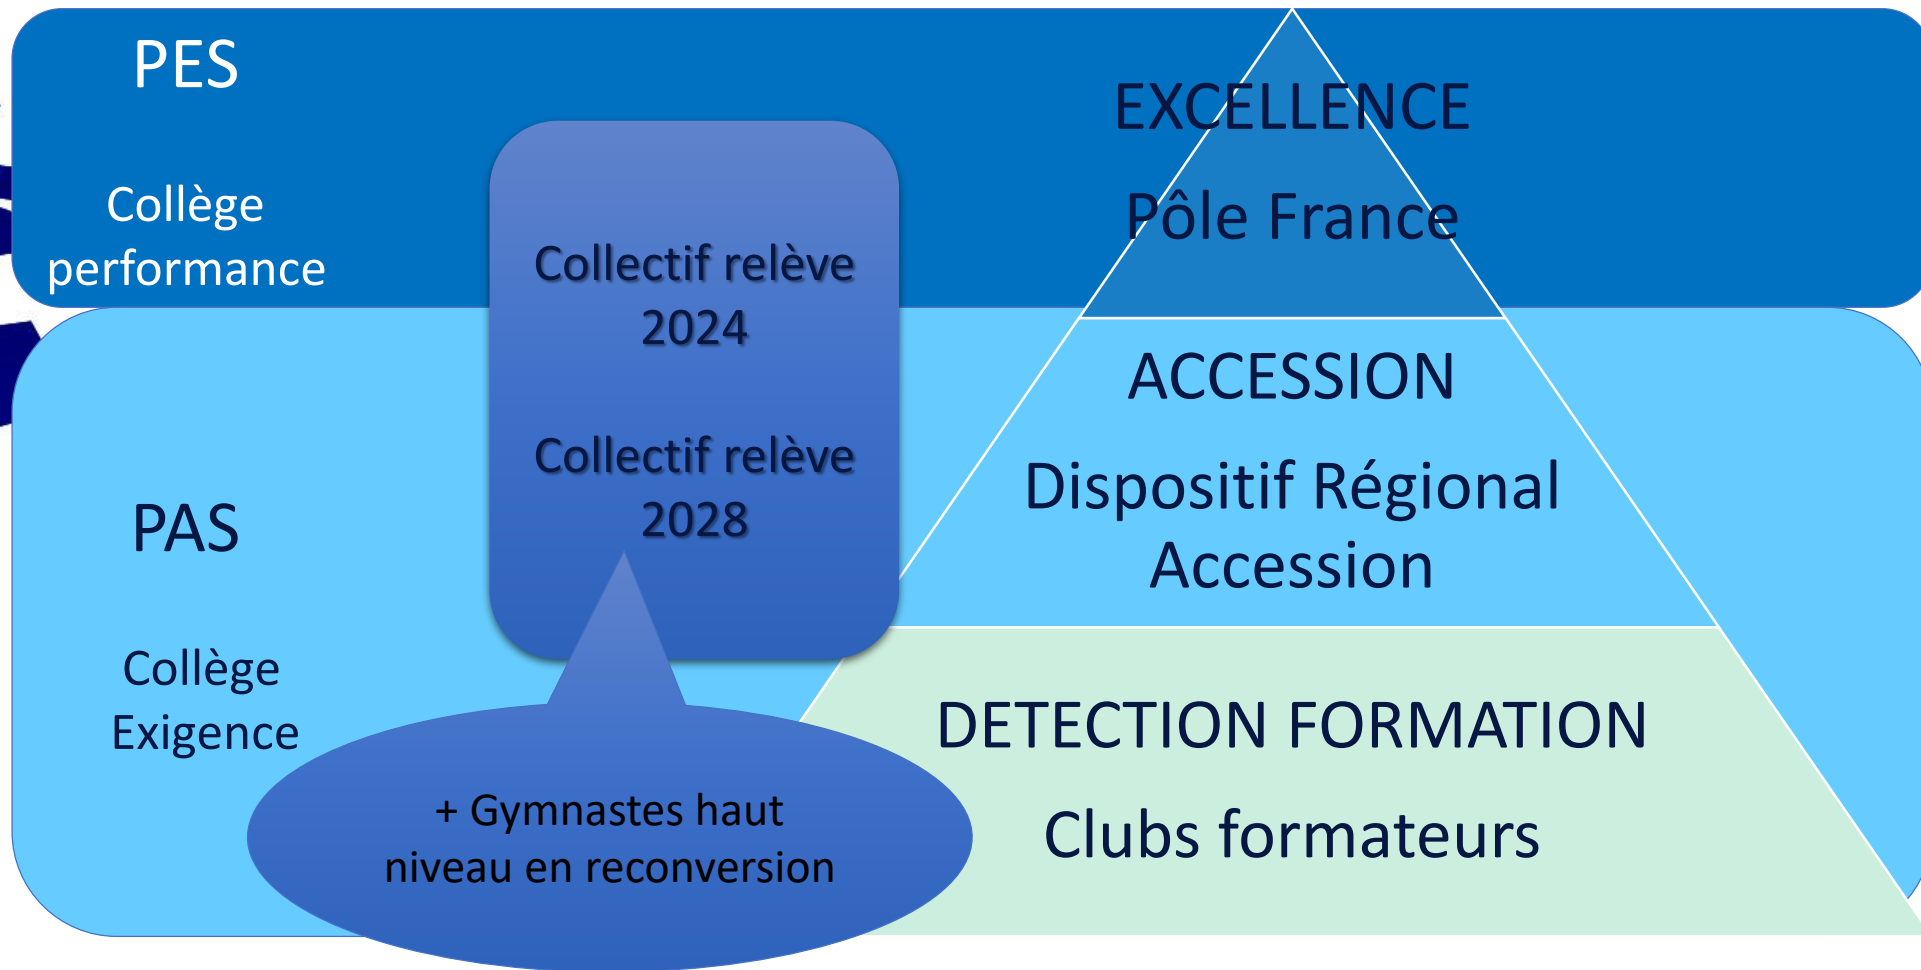 PES
Collège
performance
PAS
Collège
Exigence
Collectif relève
2024
Collectif relève
2028
+ Gymnastes haut
niveau en reconversion
EXCELLENCE
Pôle France
ACCESSION
Dispositif Régional
Accession
DETECTION FORMATION
Clubs formateurs